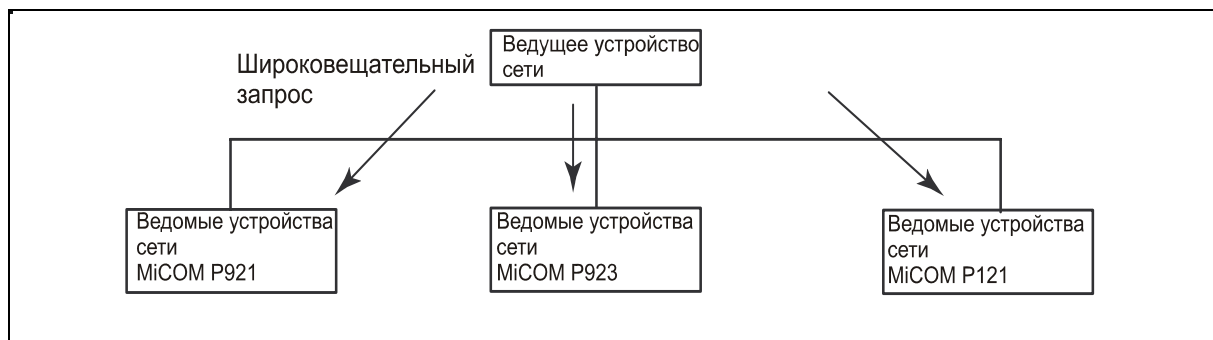 Ведущее устройство
сети
Широковещательный
запрос
Ведомые устройства
сети
MiCOM P921
Ведомые устройства
сети
MiCOM P923
Ведомые устройства
сети
MiCOM P121